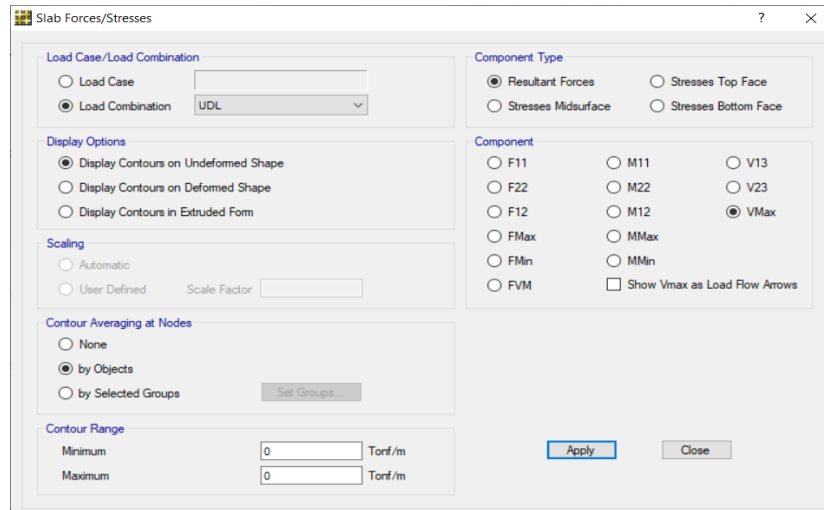 Slab Forces/Stresses
?
Load Case/Load Combination
Load Case
Load Combination
UDL
Display Options
Display Contours on Undeformed Shape
Display Contours on Deformed Shape
Display Contours in Extruded Form
Scaling
Automatic
User Defined Scale Factor
Contour Averaging at Nodes
None
by Objects
by Selected Groups
Set Groups...
Contour Range
Minimum 0 Tonf/m
Maximum 0 Tonf/m
Component Type
Resultant Forces Stresses Top Face
Stresses Midsurface Stresses Bottom Face
Component
F11 M11 V13
F22 M22 V23
F12 M12 VMax
FMax MMax
FMin MMin
FVM Show Vmax as Load Flow Arrows
Apply Close